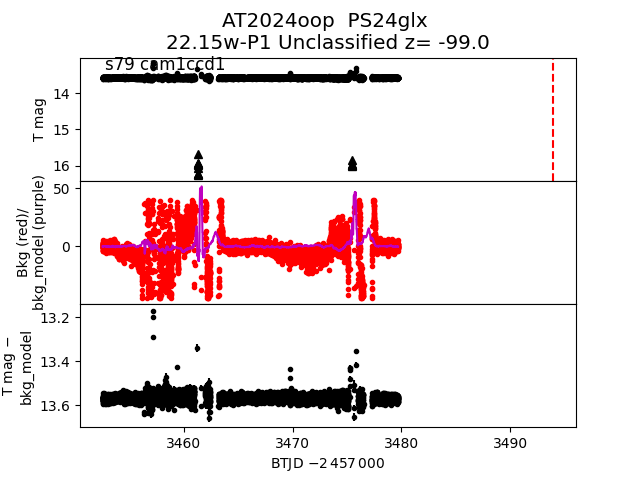 AT2024oop  PS24glx
22.15w-P1 Unclassified z= -99.0
s79 cam1ccd1
T mag
14
15
16
Bkg (red)/
bkg_model (purple)
50
0
T mag −
bkg_model
13.2
13.4
13.6
3460
3470
3480
3490
BTJD −2 457 000